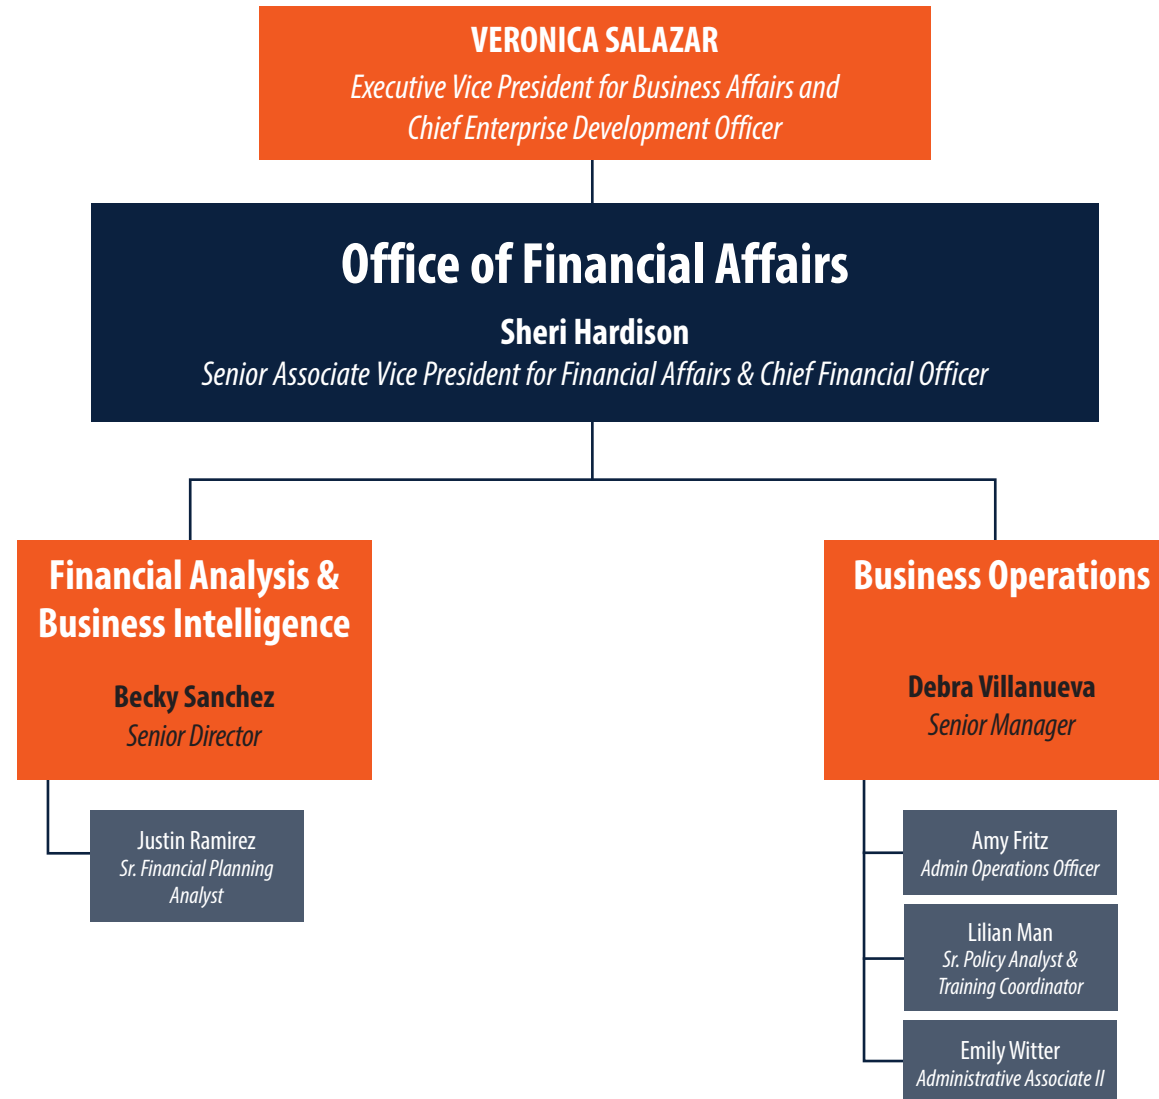 VERONICA SALAZAR
Executive Vice President for Business Affairs and
Chief Enterprise Development Officer
Office of Financial Affairs
Sheri Hardison
Senior Associate Vice President for Financial Affairs & Chief Financial Officer
Financial Analysis &
Business Intelligence
Becky Sanchez
Senior Director
Justin Ramirez
Sr. Financial Planning
Analyst
Business Operations
Debra Villanueva
Senior Manager
Amy Fritz
Admin Operations Officer
Lilian Man
Sr. Policy Analyst &
Training Coordinator
Emily Witter
Administrative Associate II